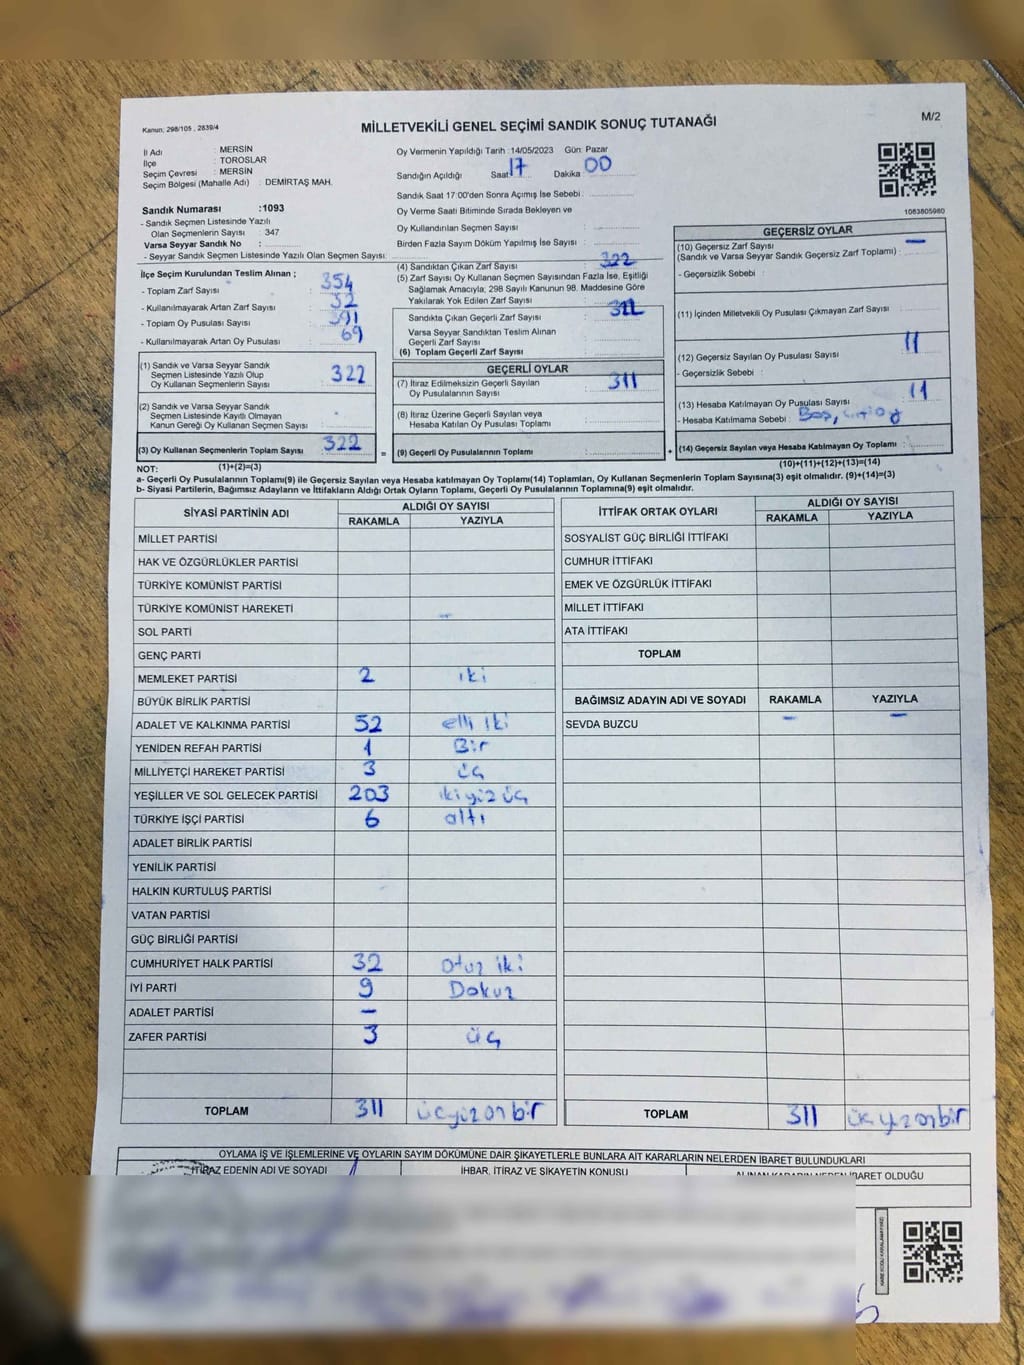 Kanun; 298/105 , 2839/4
MİLLETVEKİLİ GENEL SEÇİMİ SANDIK SONUÇ TUTANAĞI
M/2
İl Adı : MERSİN
İlçe : TOROSLAR
Seçim Çevresi : MERSİN
Seçim Bölgesi (Mahalle Adı) : DEMİRTAŞ MAH.
Sandık Numarası :1093
- Sandık Seçmen Listesinde Yazılı
Olan Seçmenlerin Sayısı : 347
Varsa Seyyar Sandık No :
- Seyyar Sandık Seçmen Listesinde Yazılı Olan Seçmen Sayısı:
Oy Vermenin Yapıldığı Tarih :14/05/2023 Gün: Pazar
Sandığın Açıldığı Saat 17 Dakika : 00
Sandık Saat 17:00'den Sonra Açımış İse Sebebi :
Oy Verme Saati Bitiminde Sırada Bekleyen ve
Oy Kullandırılan Seçmen Sayısı :
Birden Fazla Sayım Döküm Yapılmış İse Sayısı :
1083805980
İlçe Seçim Kurulundan Teslim Alınan ;
- Toplam Zarf Sayısı : 354
- Kullanılmayarak Artan Zarf Sayısı : 32
- Toplam Oy Pusulası Sayısı : 391
- Kullanılmayarak Artan Oy Pusulası : 69
(1) Sandık ve Varsa Seyyar Sandık
Seçmen Listesinde Yazılı Olup
Oy Kullanan Seçmenlerin Sayısı : 322
(2) Sandık ve Varsa Seyyar Sandık
Seçmen Listesinde Kayıtlı Olmayan
Kanun Gereği Oy Kullanan Seçmen Sayısı :
(3) Oy Kullanan Seçmenlerin Toplam Sayısı : 322
(1)+(2)=(3)
(4) Sandıktan Çıkan Zarf Sayısı : 322
(5) Zarf Sayısı Oy Kullanan Seçmen Sayısından Fazla İse, Eşitliği
Sağlamak Amacıyla; 298 Sayılı Kanunun 98. Maddesine Göre
Yakılarak Yok Edilen Zarf Sayısı :
Sandıkta Çıkan Geçerli Zarf Sayısı :
Varsa Seyyar Sandıktan Teslim Alınan
Geçerli Zarf Sayısı :
(6) Toplam Geçerli Zarf Sayısı :
GEÇERLİ OYLAR
(7) İtiraz Edilmeksizin Geçerli Sayılan
Oy Pusulalarının Sayısı : 311
(8) İtiraz Üzerine Geçerli Sayılan veya
Hesaba Katılan Oy Pusulası Toplamı :
= (9) Geçerli Oy Pusulalarının Toplamı : +
GEÇERSİZ OYLAR
(10) Geçersiz Zarf Sayısı –
(Sandık ve Varsa Seyyar Sandık Geçersiz Zarf Toplamı) :
- Geçersizlik Sebebi :
(11) İçinden Milletvekili Oy Pusulası Çıkmayan Zarf Sayısı :
(12) Geçersiz Sayılan Oy Pusulası Sayısı : 11
- Geçersizlik Sebebi :
(13) Hesaba Katılmayan Oy Pusulası Sayısı : 11
- Hesaba Katılmama Sebebi : Boş,
(14) Geçersiz Sayılan veya Hesaba Katılmayan Oy Toplamı :
(10)+(11)+(12)+(13)=(14)
NOT:
a- Geçerli Oy Pusulalarının Toplamı(9) ile Geçersiz Sayılan veya Hesaba katılmayan Oy Toplamı(14) Toplamları, Oy Kullanan Seçmenlerin Toplam Sayısına(3) eşit olmalıdır. (9)+(14)=(3)
b- Siyasi Partilerin, Bağımsız Adayların ve İttifakların Aldığı Ortak Oyların Toplamı, Geçerli Oy Pusulalarının Toplamına(9) eşit olmalıdır.
SİYASİ PARTİNİN ADI ALDIĞI OY SAYISI
RAKAMLA YAZIYLA
MİLLET PARTİSİ
HAK VE ÖZGÜRLÜKLER PARTİSİ
TÜRKİYE KOMÜNİST PARTİSİ
TÜRKİYE KOMÜNİST HAREKETİ
SOL PARTİ
GENÇ PARTİ
MEMLEKET PARTİSİ 2 iki
BÜYÜK BİRLİK PARTİSİ
ADALET VE KALKINMA PARTİSİ 52 elli iki
YENİDEN REFAH PARTİSİ 1 Bir
MİLLİYETÇİ HAREKET PARTİSİ 3 üç
YEŞİLLER VE SOL GELECEK PARTİSİ 203 ikiyüz üç
TÜRKİYE İŞÇİ PARTİSİ 6 altı
ADALET BİRLİK PARTİSİ
YENİLİK PARTİSİ
HALKIN KURTULUŞ PARTİSİ
VATAN PARTİSİ
GÜÇ BİRLİĞİ PARTİSİ
CUMHURİYET HALK PARTİSİ 32 otuz iki
İYİ PARTİ 9 Dokuz
ADALET PARTİSİ –
ZAFER PARTİSİ 3 üç
TOPLAM 311 üçyüz onbir
İTTİFAK ORTAK OYLARI ALDIĞI OY SAYISI
RAKAMLA YAZIYLA
SOSYALİST GÜÇ BİRLİĞİ İTTİFAKI
CUMHUR İTTİFAKI
EMEK VE ÖZGÜRLÜK İTTİFAKI
MİLLET İTTİFAKI
ATA İTTİFAKI
TOPLAM
BAĞIMSIZ ADAYIN ADI VE SOYADI RAKAMLA YAZIYLA
SEVDA BUZCU – –
TOPLAM 311 üç yüz onbir
OYLAMA İŞ VE İŞLEMLERİNE VE OYLARIN SAYIM DÖKÜMÜNE DAİR ŞİKAYETLERLE BUNLARA AİT KARARLARIN NELERDEN İBARET BULUNDUKLARI
İTİRAZ EDENİN ADI VE SOYADI İHBAR, İTİRAZ VE ŞİKAYETİN KONUSU ALINAN KARARIN NEDEN İBARET OLDUĞU